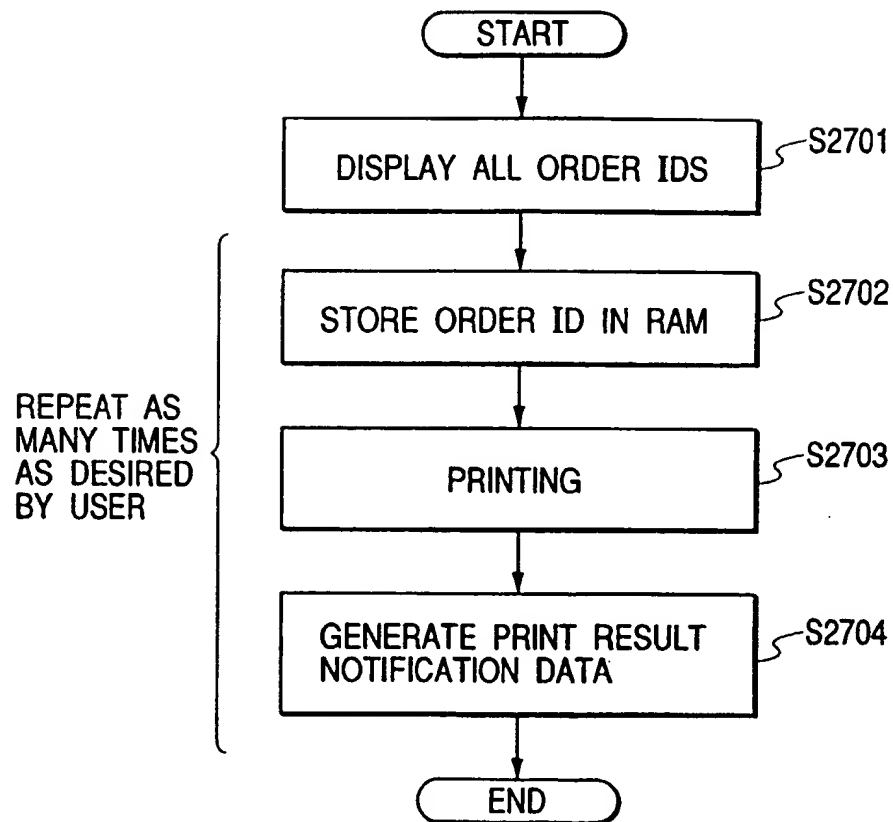 START
DISPLAY ALL ORDER IDS
S2701
STORE ORDER ID IN RAM
S2702
REPEAT AS
MANY TIMES
AS DESIRED
BY USER
PRINTING
S2703
GENERATE PRINT RESULT
NOTIFICATION DATA
S2704
END